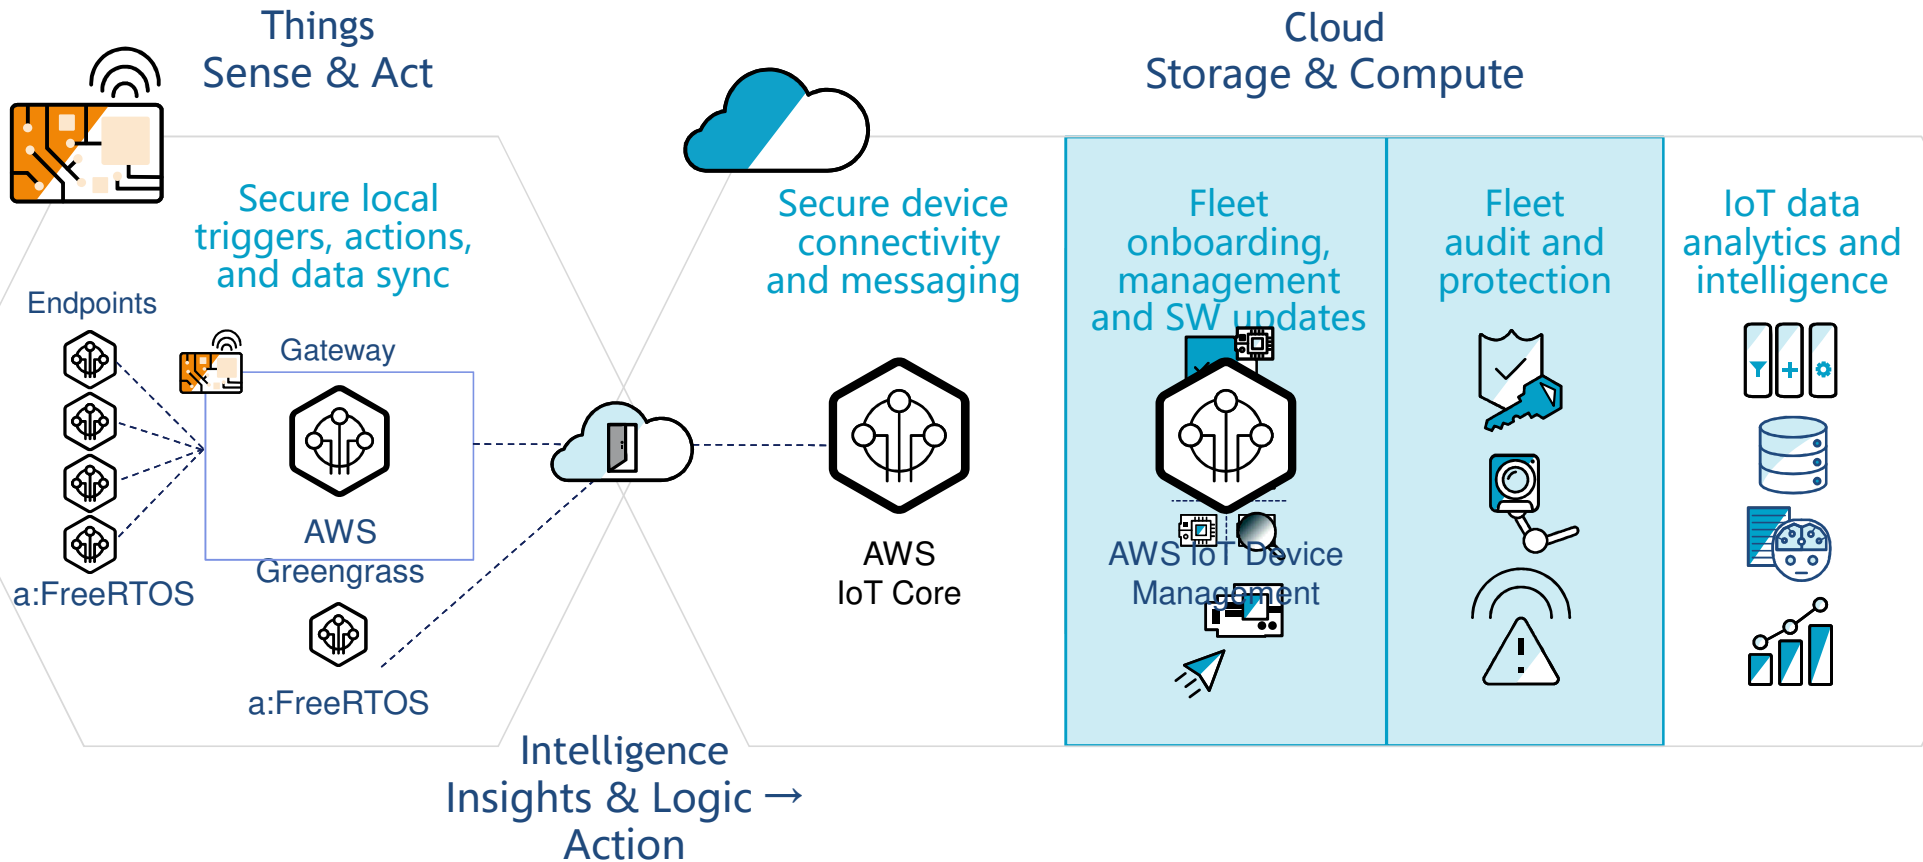 Things
Sense & Act
Cloud
Storage & Compute
Secure local
triggers, actions,
and data sync
Endpoints
Gateway
AWS
Greengrass
a:FreeRTOS
a:FreeRTOS
Secure device
connectivity
and messaging
AWS
IoT Core
Fleet
onboarding,
management
and SW updates
AWS IoT Device
Management
Fleet
audit and
protection
IoT data
analytics and
intelligence
Intelligence
Insights & Logic →
Action